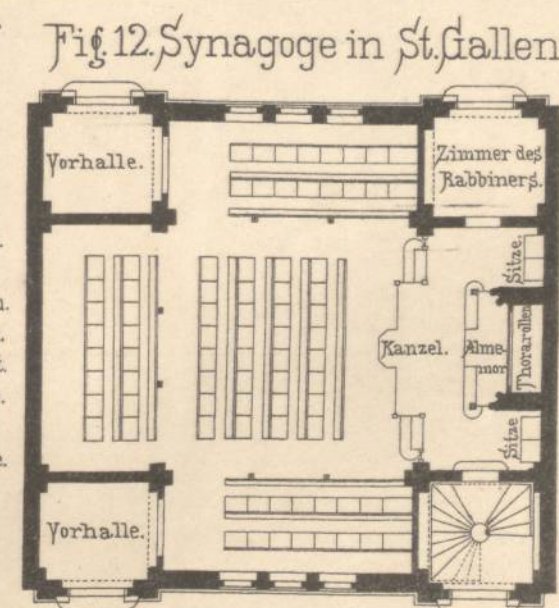 Fig. 12. Synagoge in St. Gallen
Vorhalle.
Zimmer des
Rabbiners.
Sitze.
Kanzel.
Alme-
mor
Thorarollen
Sitze
Vorhalle.